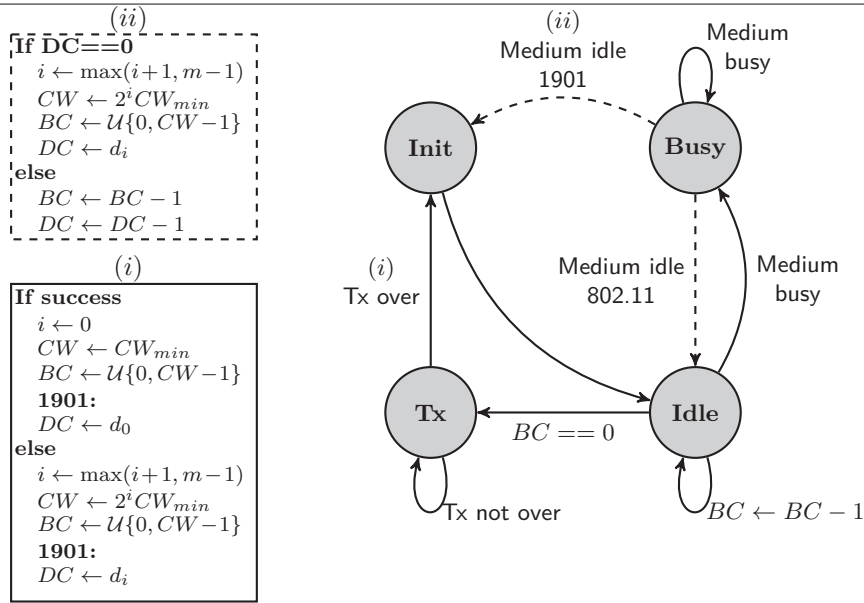 (ii)
If DC==0
i ← max(i+1, m−1)
CW ← 2^i CW_min
BC ← U{0, CW−1}
DC ← d_i
else
BC ← BC − 1
DC ← DC − 1
(i)
If success
i ← 0
CW ← CW_min
BC ← U{0, CW−1}
1901:
DC ← d_0
else
i ← max(i+1, m−1)
CW ← 2^i CW_min
BC ← U{0, CW−1}
1901:
DC ← d_i
(ii)
Medium idle
1901
Medium
busy
Init
Busy
(i)
Tx over
Medium idle
802.11
Medium
busy
Tx
Idle
BC == 0
Tx not over
BC ← BC − 1